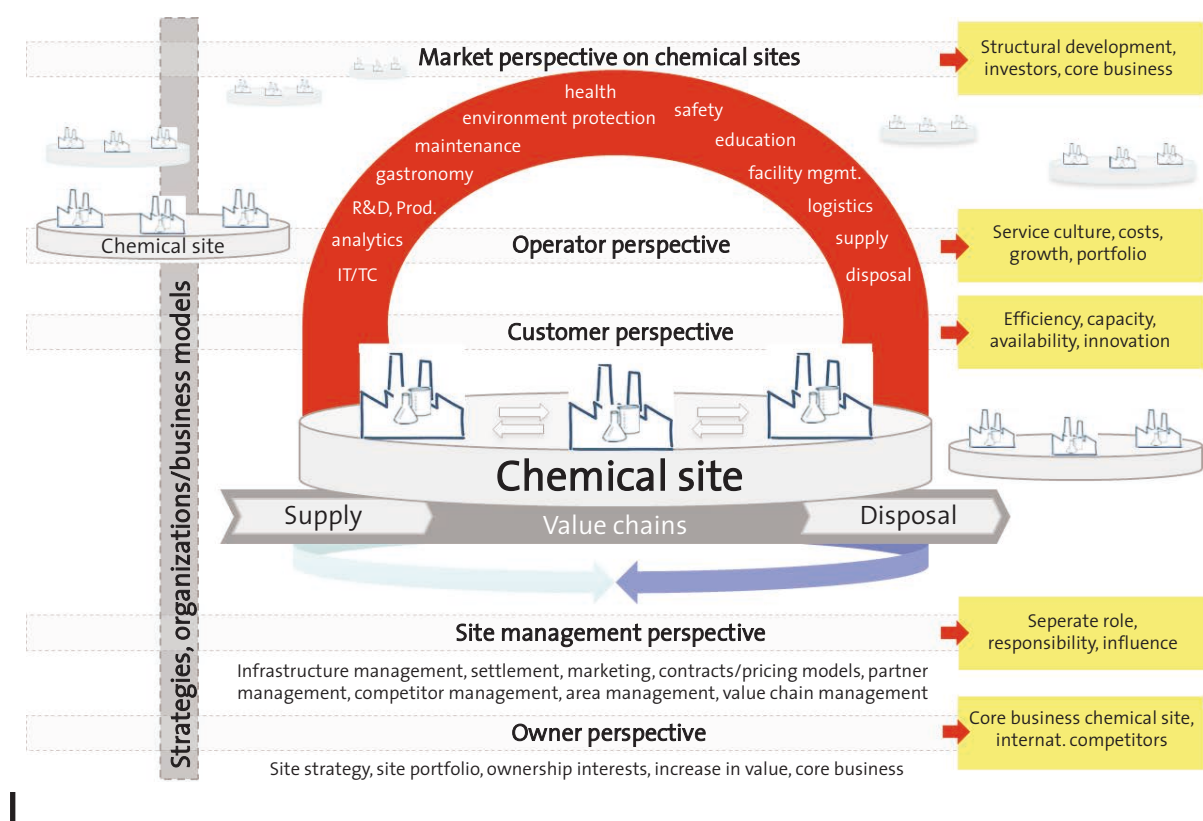 Market perspective on chemical sites
Structural development,
investors, core business
health
environment protection
safety
maintenance
education
gastronomy
facility mgmt.
R&D, Prod.
logistics
analytics
supply
IT/TC
disposal
Chemical site
Operator perspective
Service culture, costs,
growth, portfolio
Customer perspective
Efficiency, capacity,
availability, innovation
Strategies, organizations/business models
Chemical site
Supply
Value chains
Disposal
Site management perspective
Seperate role,
responsibility, influence
Infrastructure management, settlement, marketing, contracts/pricing models, partner
management, competitor management, area management, value chain management
Owner perspective
Core business chemical site,
internat. competitors
Site strategy, site portfolio, ownership interests, increase in value, core business